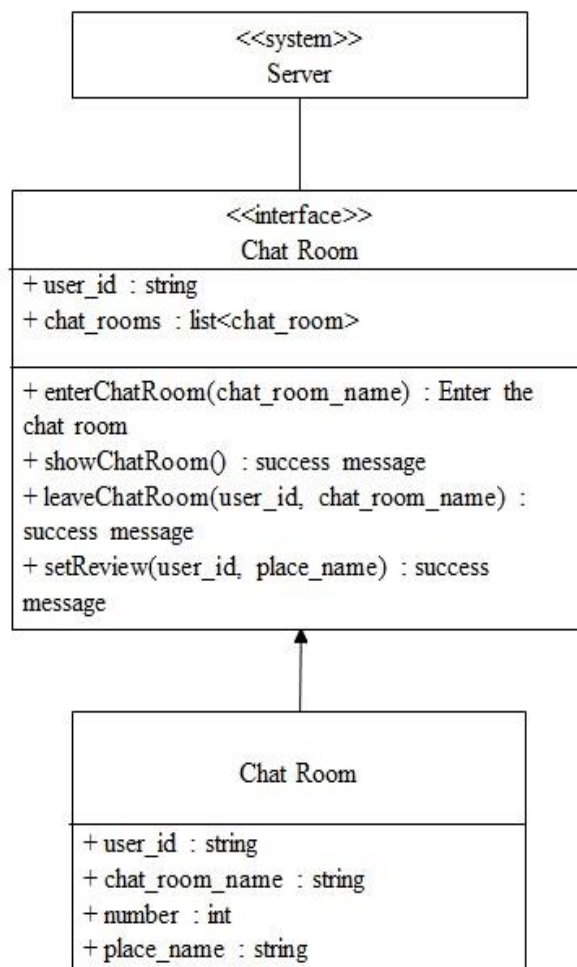 <<system>>
Server
<<interface>>
Chat Room
+ user_id : string
+ chat_rooms : list<chat_room>
+ enterChatRoom(chat_room_name) : Enter the
chat room
+ showChatRoom() : success message
+ leaveChatRoom(user_id, chat_room_name) :
success message
+ setReview(user_id, place_name) : success
message
Chat Room
+ user_id : string
+ chat_room_name : string
+ number : int
+ place_name : string